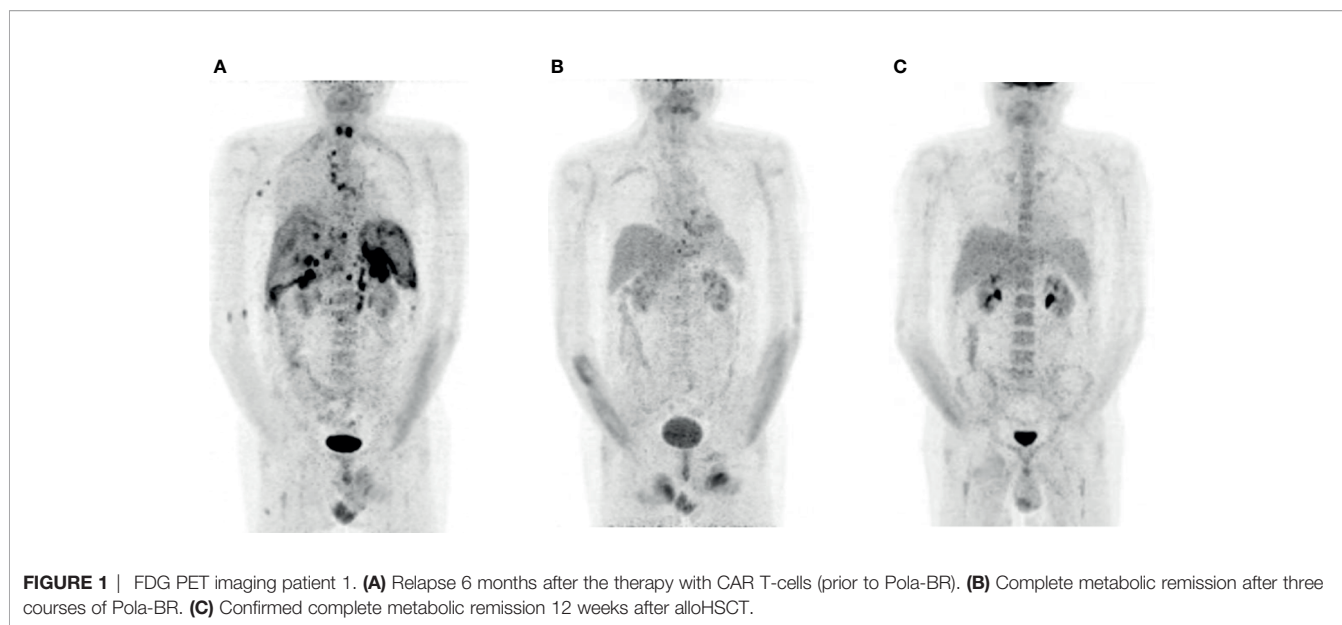 A
B
C
FIGURE 1 | FDG PET imaging patient 1. (A) Relapse 6 months after the therapy with CAR T-cells (prior to Pola-BR). (B) Complete metabolic remission after three
courses of Pola-BR. (C) Confirmed complete metabolic remission 12 weeks after alloHSCT.